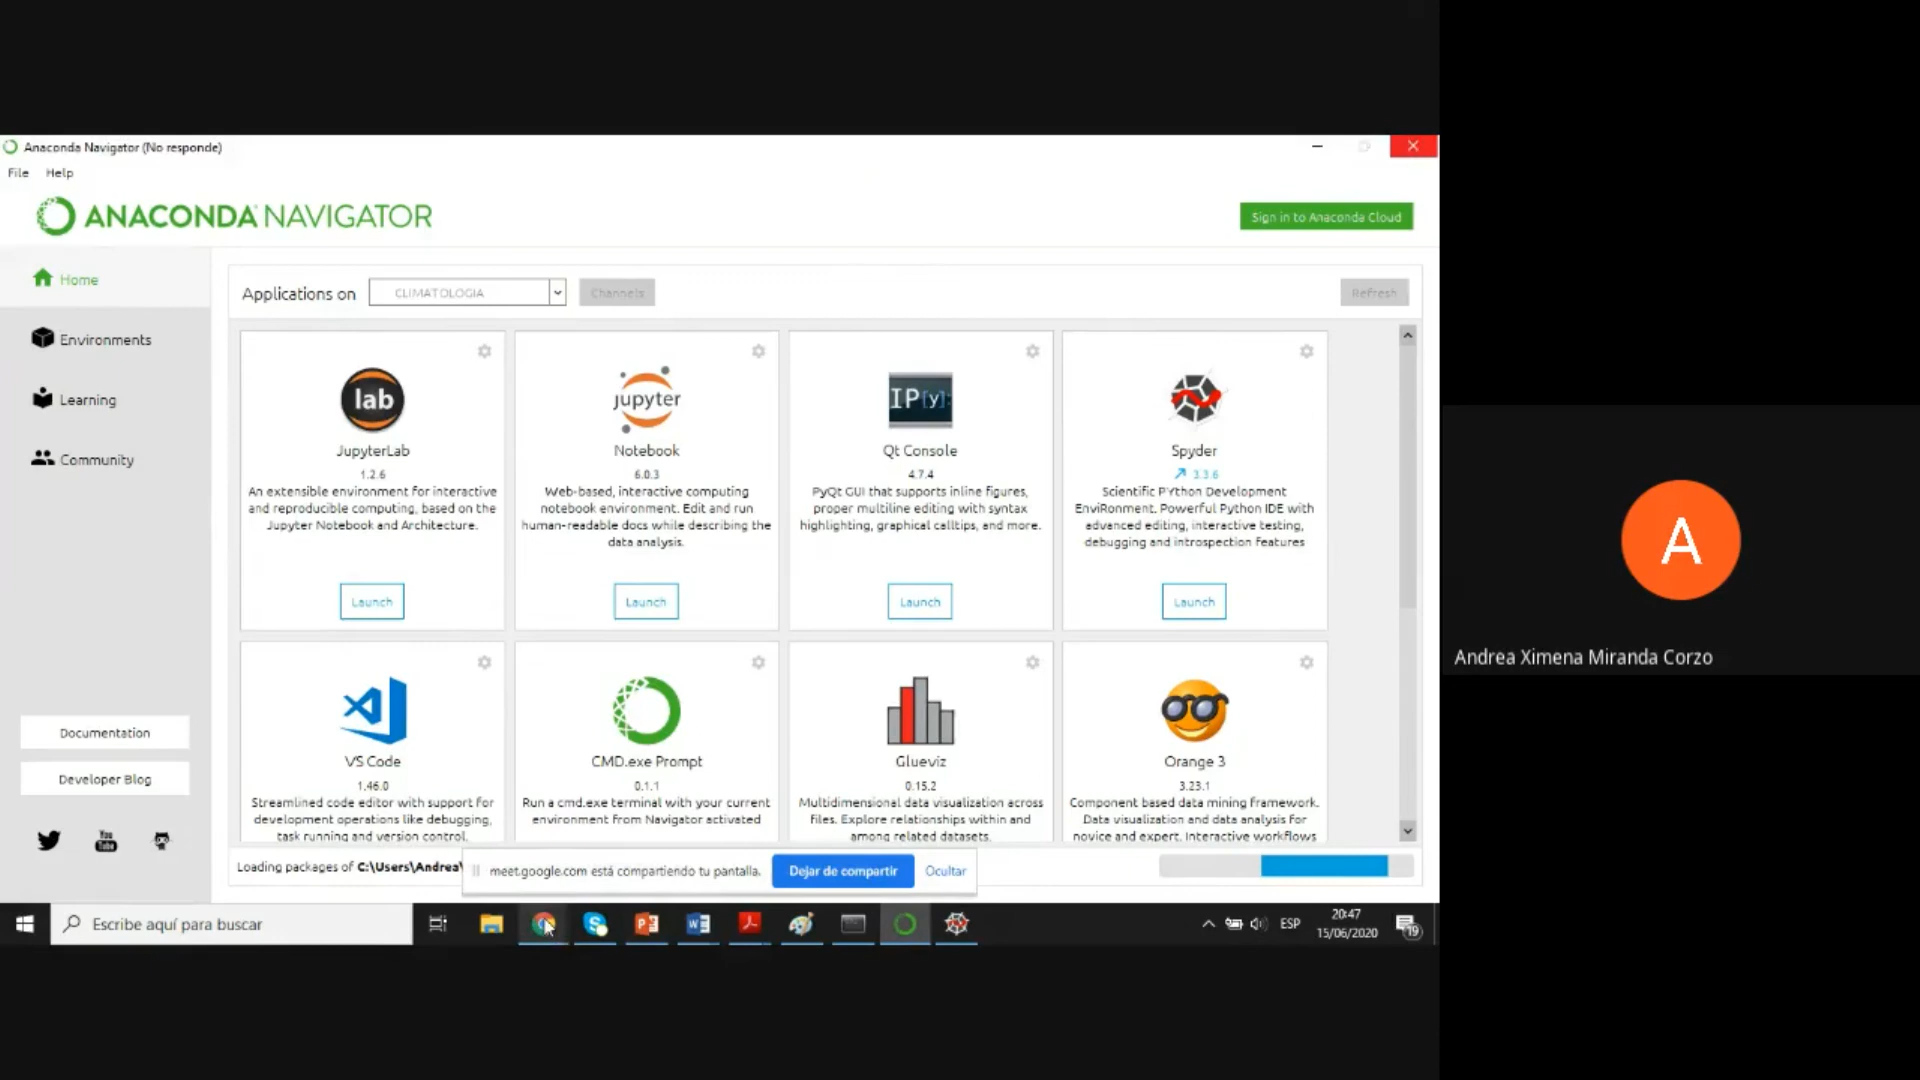 Anaconda Navigator (No responde)
File Help
ANACONDA NAVIGATOR
Sign in to Anaconda Cloud
Home
Environments
Learning
Community
Documentation
Developer Blog
You
Tube
Applications on CLIMATOLOGIA Channels Refresh
lab
JupyterLab
1.2.6
An extensible environment for interactive
and reproducible computing, based on the
Jupyter Notebook and Architecture.
Launch
jupyter
Notebook
6.0.3
Web-based, interactive computing
notebook environment. Edit and run
human-readable docs while describing the
data analysis.
Launch
IP[y]:
Qt Console
4.7.4
PyQt GUI that supports inline figures,
proper multiline editing with syntax
highlighting, graphical calltips, and more.
Launch
Spyder
3.3.6
Scientific PYthon Development
EnviRonment. Powerful Python IDE with
advanced editing, interactive testing,
debugging and introspection features
Launch
VS Code
1.46.0
Streamlined code editor with support for
development operations like debugging,
task running and version control.
CMD.exe Prompt
0.1.1
Run a cmd.exe terminal with your current
environment from Navigator activated
Glueviz
0.15.2
Multidimensional data visualization across
files. Explore relationships within and
among related datasets.
Orange 3
3.23.1
Component based data mining framework.
Data visualization and data analysis for
novice and expert. Interactive workflows
Loading packages of C:\Users\Andrea\
meet.google.com está compartiendo tu pantalla. Dejar de compartir Ocultar
Escribe aquí para buscar
ESP
20:47
15/06/2020
19
A
Andrea Ximena Miranda Corzo